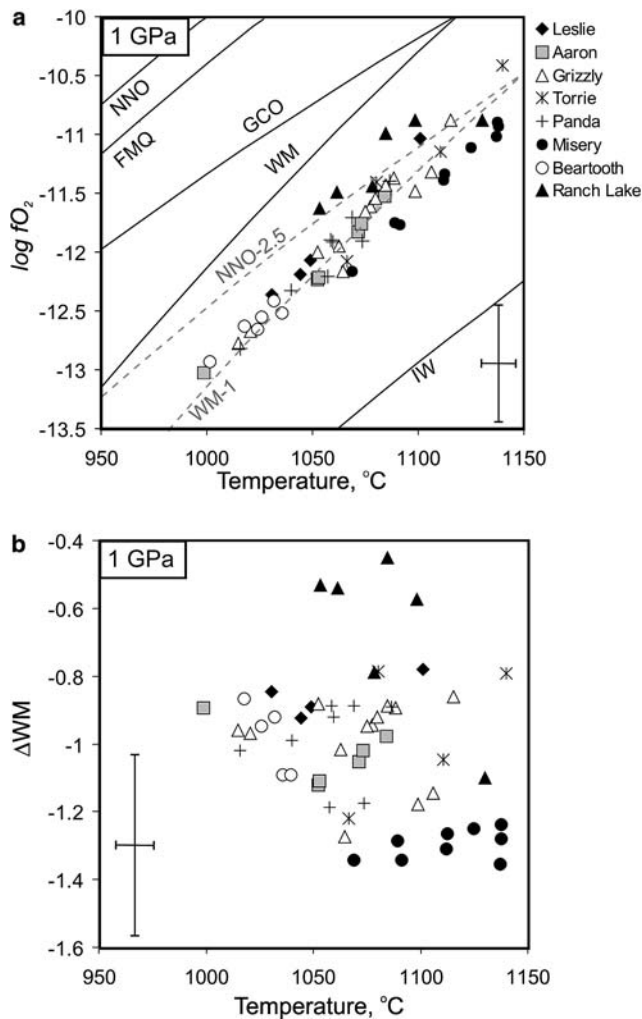 a
1 GPa
-10
-10.5
-11
-11.5
-12
-12.5
-13
-13.5
log fO2
NNO
FMQ
GCO
WM
NNO-2.5
WM-1
IW
950
1000
1050
1100
1150
Temperature, °C
Leslie
Aaron
Grizzly
Torrie
Panda
Misery
Beartooth
Ranch Lake
b
1 GPa
-0.4
-0.6
-0.8
-1
-1.2
-1.4
-1.6
ΔWM
950
1000
1050
1100
1150
Temperature, °C